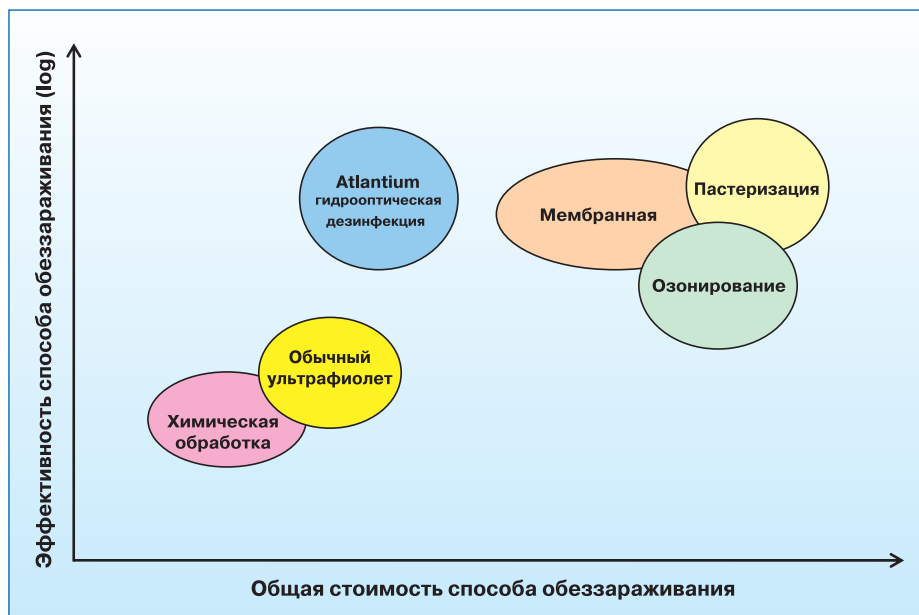 Эффективность способа обеззараживания (log)
Atlantium
гидрооптическая
дезинфекция
Мембранная
Пастеризация
Озонирование
Обычный
ультрафиолет
Химическая
обработка
Общая стоимость способа обеззараживания